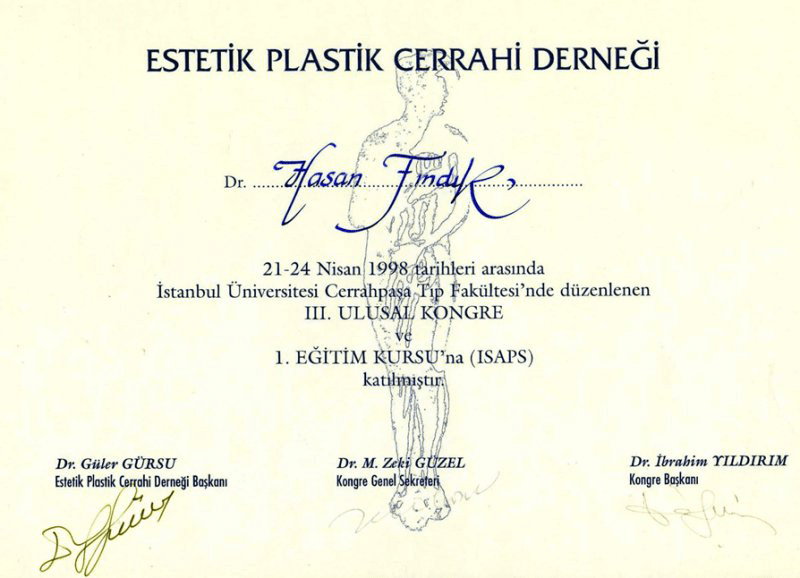 ESTETİK PLASTİK CERRAHİ DERNEĞİ
Dr. Hasan Fındık
21-24 Nisan 1998 tarihleri arasında
İstanbul Üniversitesi Cerrahpaşa Tıp Fakültesi'nde düzenlenen
III. ULUSAL KONGRE
ve
1. EĞİTİM KURSU'na (ISAPS)
katılmıştır.
Dr. Güler GÜRSU
Estetik Plastik Cerrahi Derneği Başkanı
Dr. M. Zeki GÜZEL
Kongre Genel Sekreteri
Dr. İbrahim YILDIRIM
Kongre Başkanı